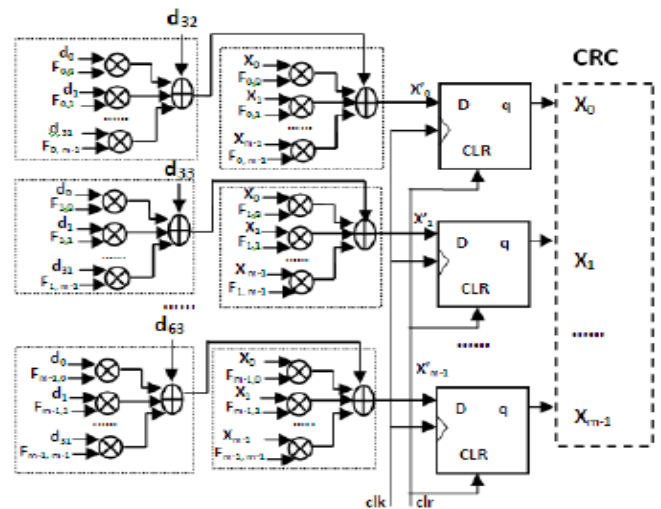 d32
d0
F0,0
d1
F0,1
......
d,31
F0, m-1
X0
F0,0
X1
F0,1
......
Xm-1
F0, m-1
X'0
D q
CLR
CRC
X0
d33
d0
F1,0
d1
F1,1
......
d31
F1, m-1
X0
F1,0
X1
F1,1
......
Xm-1
F1, m-1
X'1
D q
CLR
X1
......
......
......
d63
d0
Fm-1,0
d1
Fm-1,1
......
d31
Fm-1, m-1
X0
Fm-1,0
X1
Fm-1,1
......
Xm-1
Fm-1, m-1
X'm-1
D q
CLR
Xm-1
clk
clr